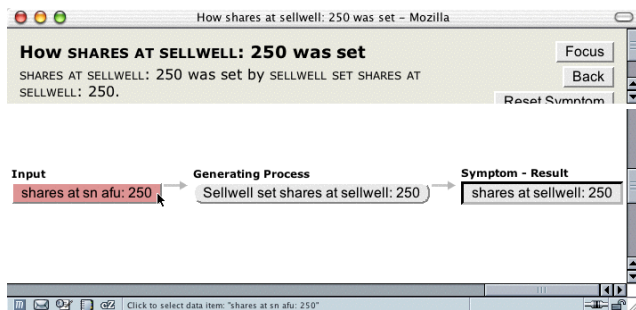 How shares at sellwell: 250 was set – Mozilla
How SHARES AT SELLWELL: 250 was set
Focus
SHARES AT SELLWELL: 250 was set by SELLWELL SET SHARES AT
SELLWELL: 250.
Back
Reset Symptom
Input
Generating Process
Symptom - Result
shares at sn afu: 250
Sellwell set shares at sellwell: 250
shares at sellwell: 250
Click to select data item: "shares at sn afu: 250"